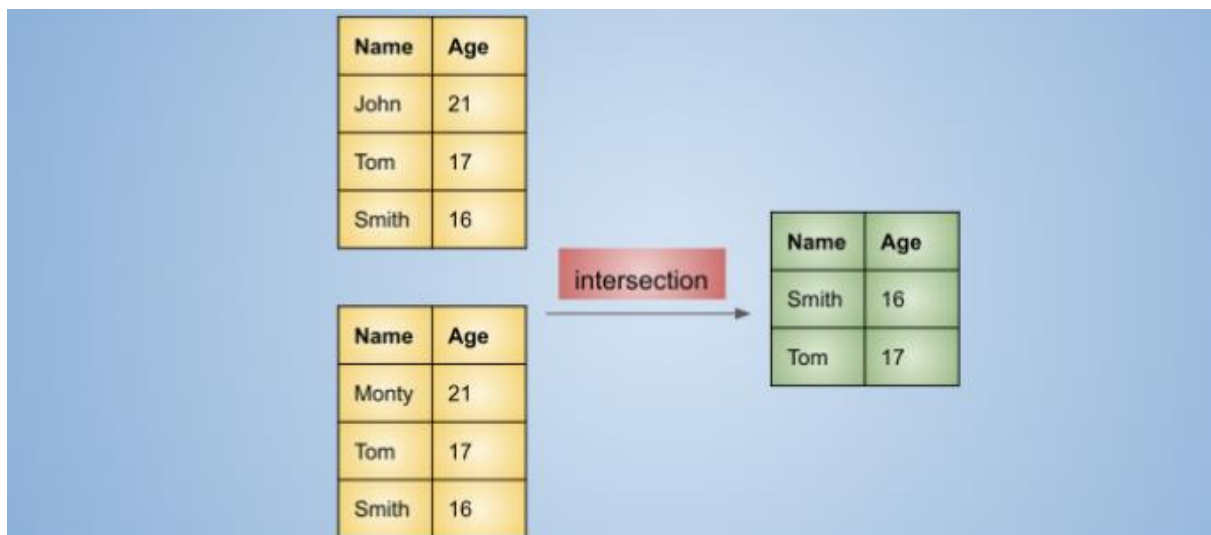 Name Age
John 21
Tom 17
Smith 16
Name Age
Monty 21
Tom 17
Smith 16
intersection
Name Age
Smith 16
Tom 17